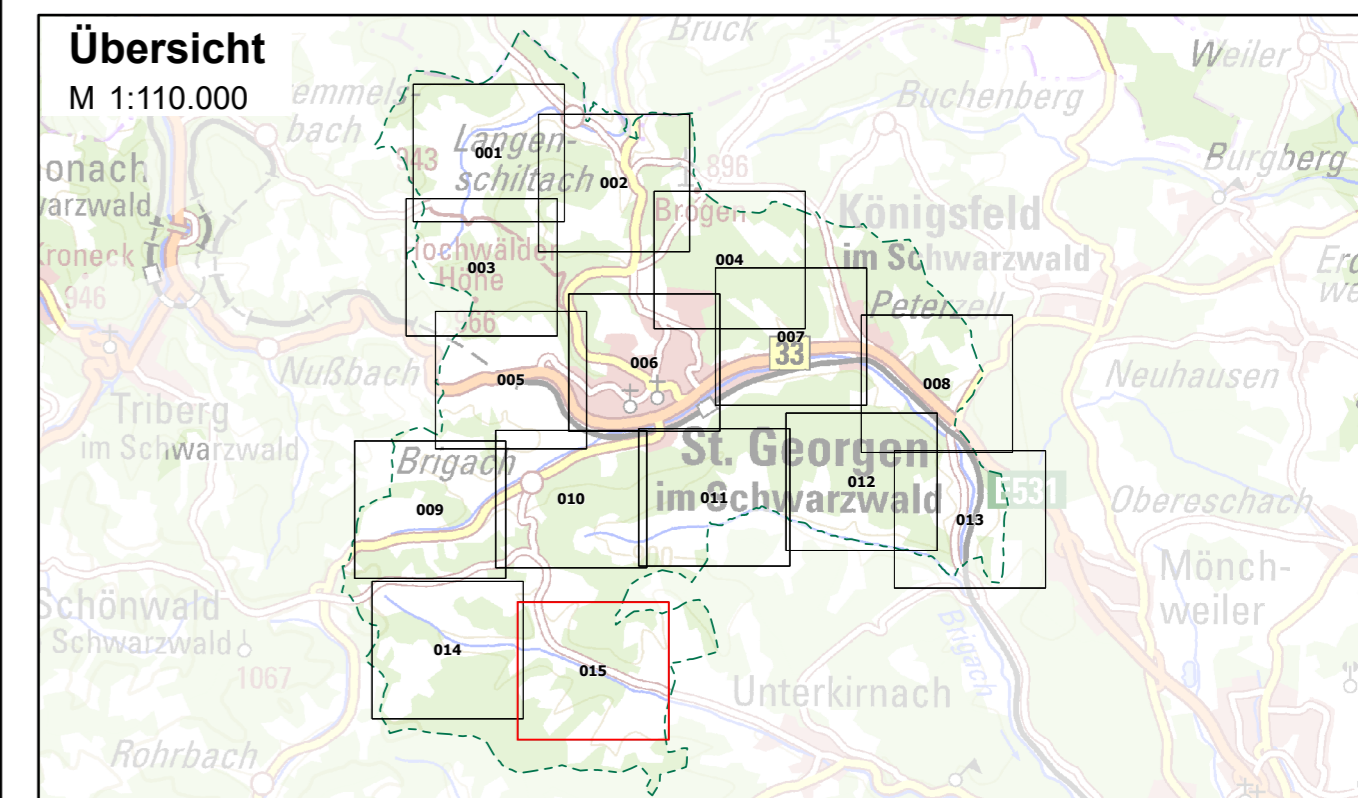 Übersicht
M 1:110.000
Bruck
Weiler
emmels-
bach
Buchenberg
Langen-
schiltach
001
943
002
896
Burgberg
onach
Brogen
Königsfeld
im Schwarzwald
004
Hochwälder
Höhe
003
966
kroneck
946
Peterzell
007
33
006
008
005
Nußbach
Neuhausen
Triberg
im Schwarzwald
St. Georgen
im Schwarzwald
Brigach
009
010
011
012
013
E531
Obereschach
Mönch-
weiler
Schönwald
Schwarzwald
1067
014
015
Brigach
Unterkirnach
Rohrbach